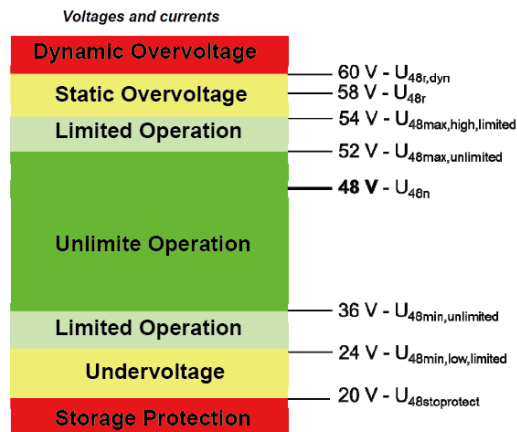 Voltages and currents
Dynamic Overvoltage
60 V - U48r,dyn
Static Overvoltage
58 V - U48r
54 V - U48max,high,limited
Limited Operation
52 V - U48max,unlimited
48 V - U48n
Unlimite Operation
36 V - U48min,unlimited
Limited Operation
24 V - U48min,low,limited
Undervoltage
20 V - U48stoprotect
Storage Protection